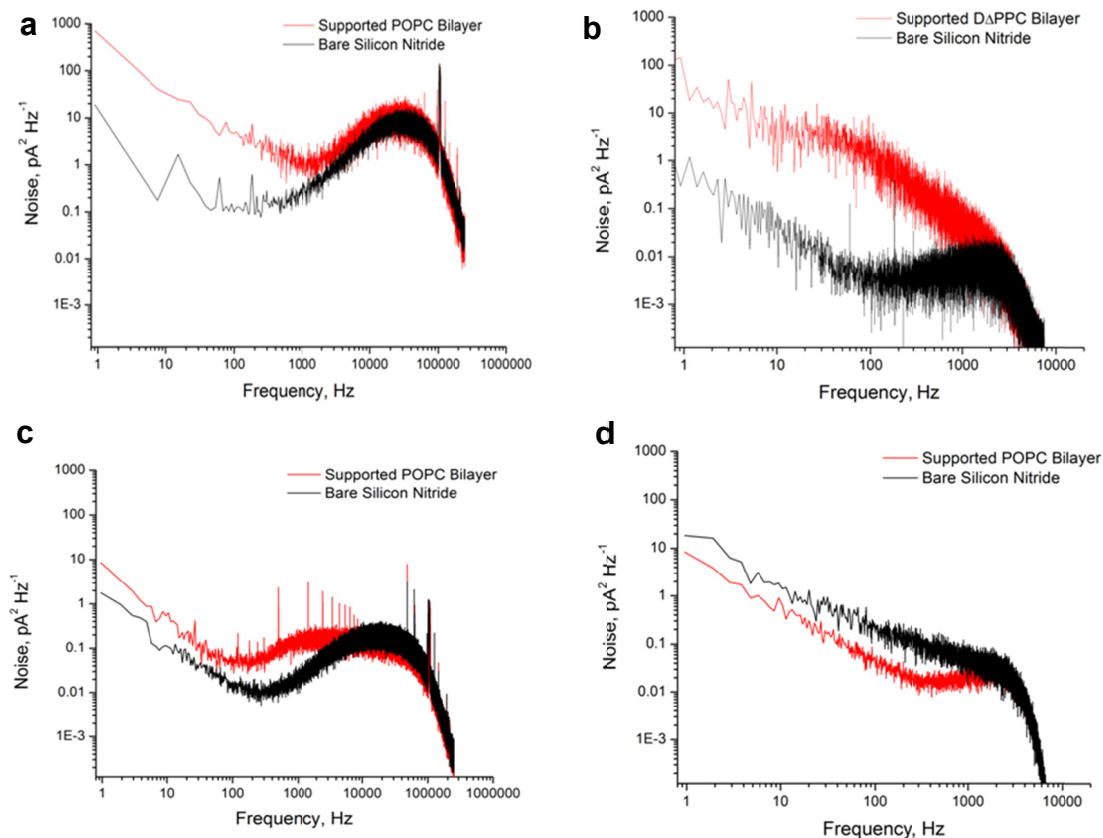 a
Supported POPC Bilayer
Bare Silicon Nitride
Noise, pA² Hz⁻¹
1000
100
10
1
0.1
0.01
1E-3
1 10 100 1000 10000 100000 1000000
Frequency, Hz
b
Supported DΔPPC Bilayer
Bare Silicon Nitride
Noise, pA² Hz⁻¹
1000
100
10
1
0.1
0.01
1E-3
1 10 100 1000 10000
Frequency, Hz
c
Supported POPC Bilayer
Bare Silicon Nitride
Noise, pA² Hz⁻¹
1000
100
10
1
0.1
0.01
1E-3
1 10 100 1000 10000 100000 1000000
Frequency, Hz
d
Supported POPC Bilayer
Bare Silicon Nitride
Noise, pA² Hz⁻¹
1000
100
10
1
0.1
0.01
1E-3
1 10 100 1000 10000
Frequency, Hz